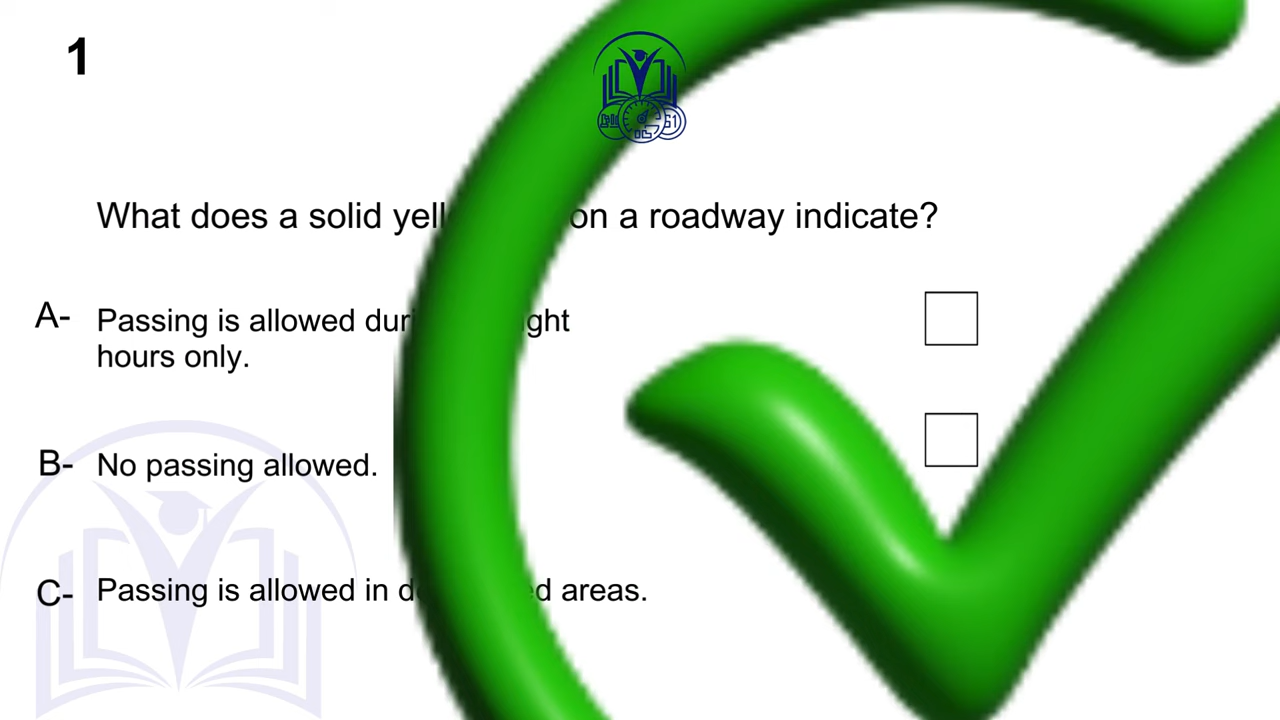 1
What does a solid yell on a roadway indicate?
A- Passing is allowed dur ght
hours only.
B- No passing allowed.
C- Passing is allowed in d d areas.